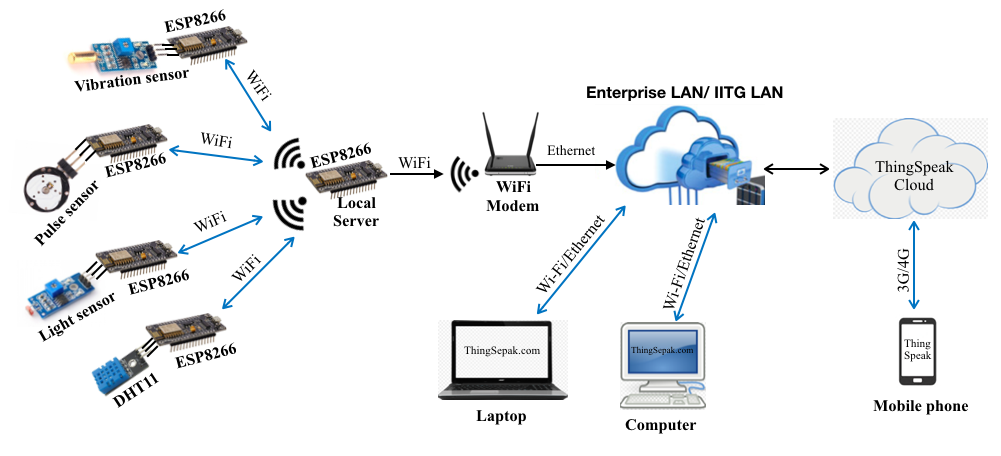 ESP8266
Vibration sensor
WiFi
ESP8266
Pulse sensor
WiFi
ESP8266
Light sensor
WiFi
ESP8266
DHT11
WiFi
ESP8266
Local
Server
WiFi
WiFi
Modem
Ethernet
Enterprise LAN/ IITG LAN
ThingSpeak
Cloud
Wi-Fi/Ethernet
Wi-Fi/Ethernet
3G/4G
ThingSepak.com
Laptop
ThingSepak.com
Computer
Thing
Speak
Mobile phone